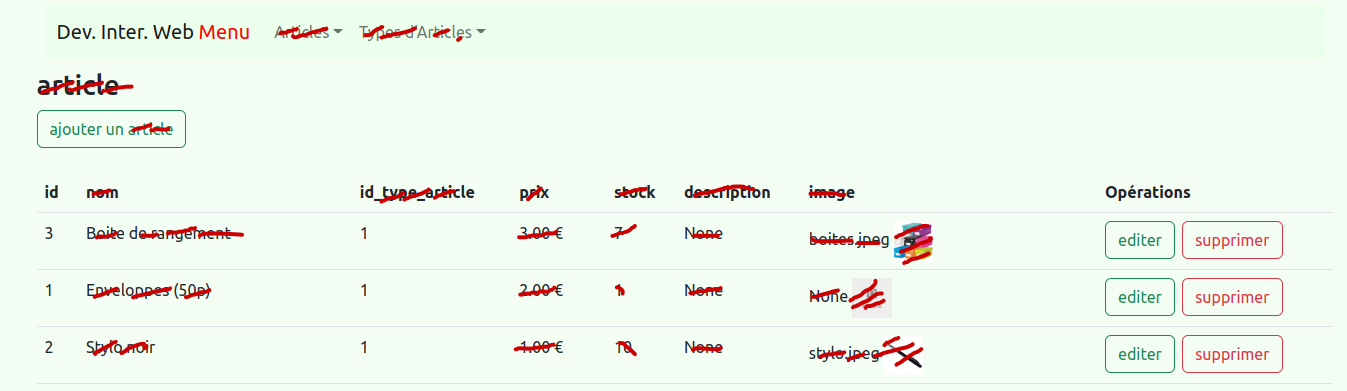 Dev. Inter. Web Menu Articles Types d'Articles
article
ajouter un article
id nom id_type_article prix stock description image Opérations
3 Boite de rangement 1 3.00 € 7 None boites.jpeg editer supprimer
1 Enveloppes (50p) 1 2.00 € None None editer supprimer
2 Stylo noir 1 1.00 € 10 None stylo.jpeg editer supprimer